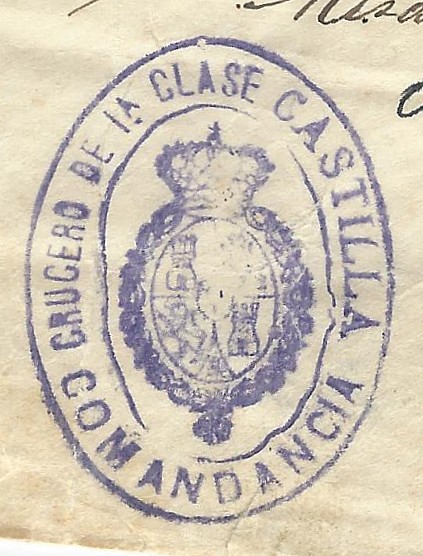 CRUCERO DE 1ª CLASE CASTILLA
COMANDANCIA